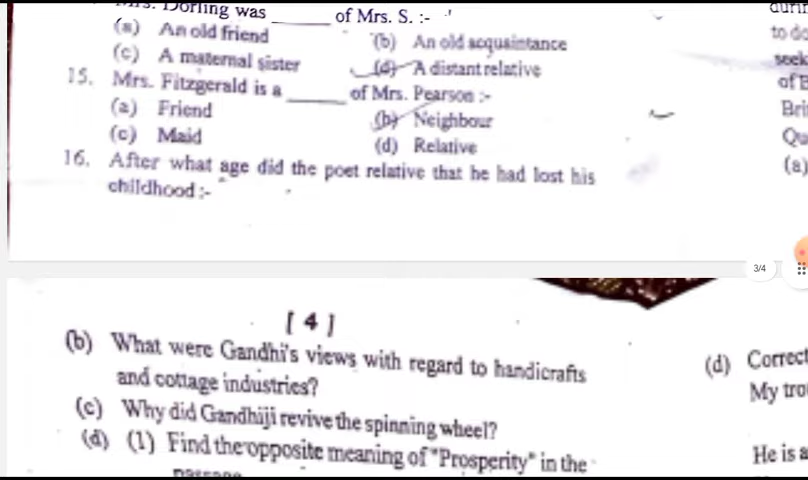 Mrs. Dorling was ______ of Mrs. S. :-
(a) An old friend
(b) An old acquaintance
(c) A maternal sister
(d) A distant relative
15. Mrs. Fitzgerald is a ______ of Mrs. Pearson :-
(a) Friend
(b) Neighbour
(c) Maid
(d) Relative
16. After what age did the poet relative that he had lost his
childhood :-
to do
seek
of B
Bri
Qu
(a)
3/4
[ 4 ]
(b) What were Gandhi's views with regard to handicrafts
and cottage industries?
(c) Why did Gandhiji revive the spinning wheel?
(d) (1) Find the opposite meaning of "Prosperity" in the
passage
(d) Correct
My tro
He is a